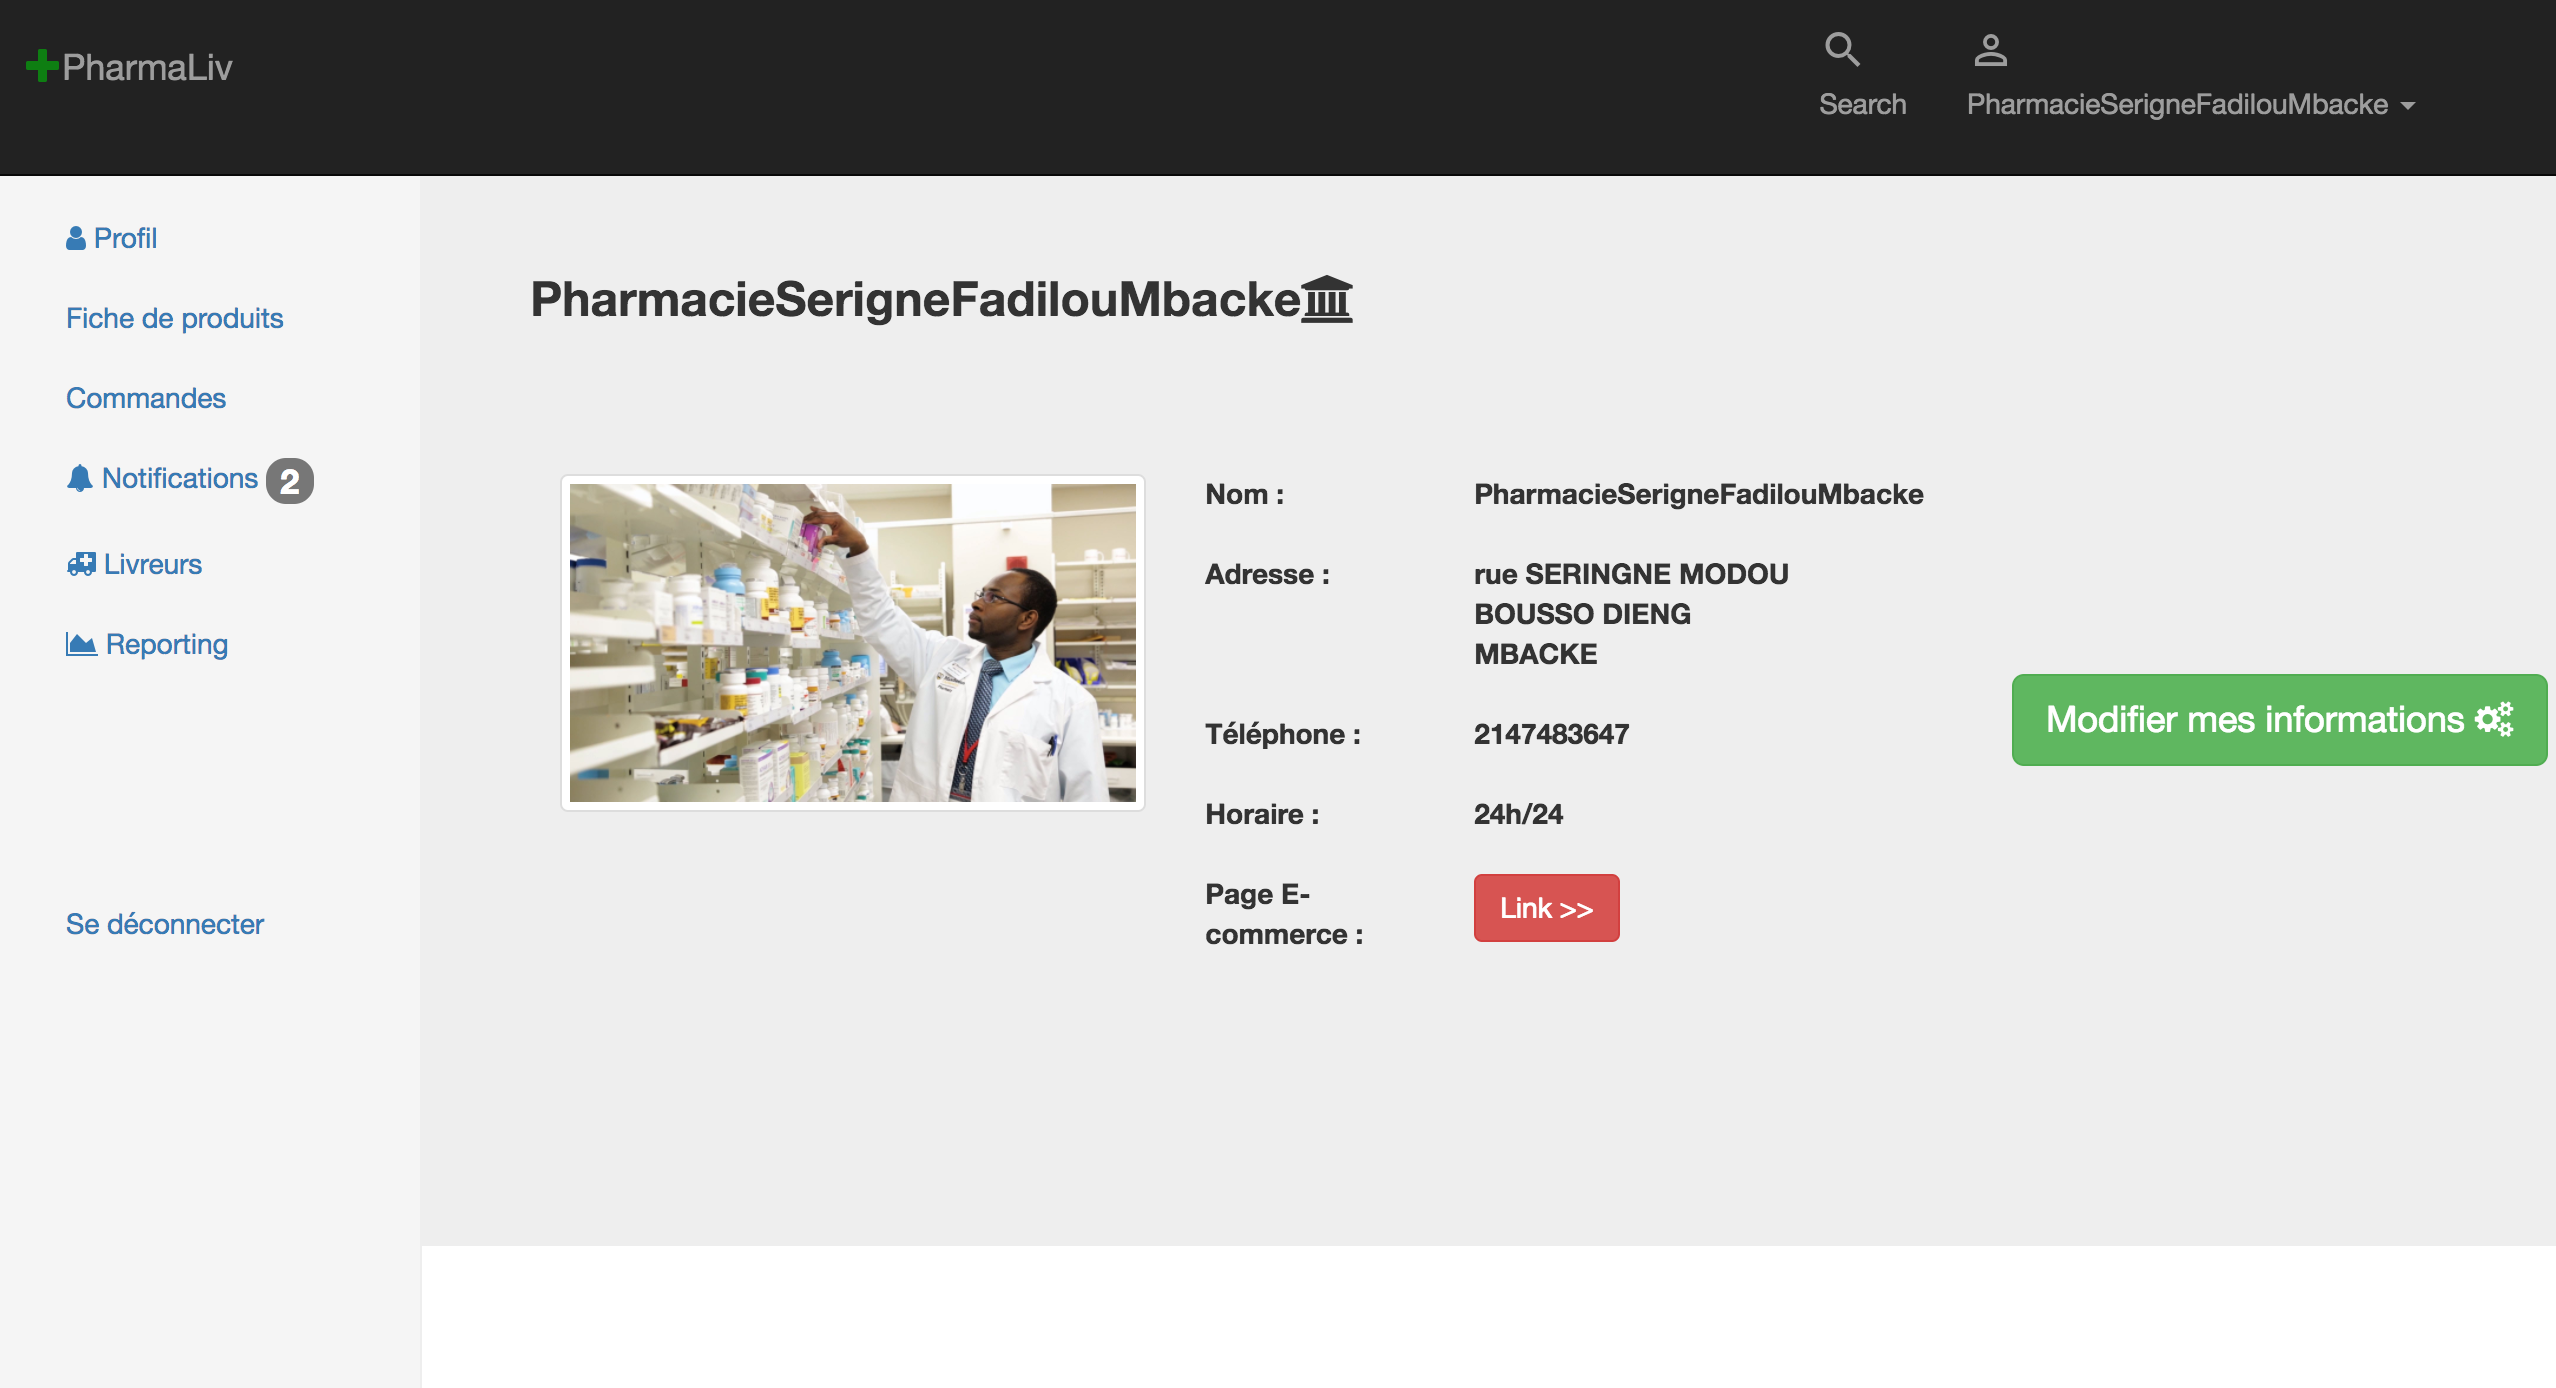 PharmaLiv
Search
PharmacieSerigneFadilouMbacke
Profil
Fiche de produits
Commandes
Notifications 2
Livreurs
Reporting
Se déconnecter
PharmacieSerigneFadilouMbacke
Nom : PharmacieSerigneFadilouMbacke
Adresse : rue SERINGNE MODOU
BOUSSO DIENG
MBACKE
Téléphone : 2147483647
Horaire : 24h/24
Page E-
commerce :
Link >>
Modifier mes informations